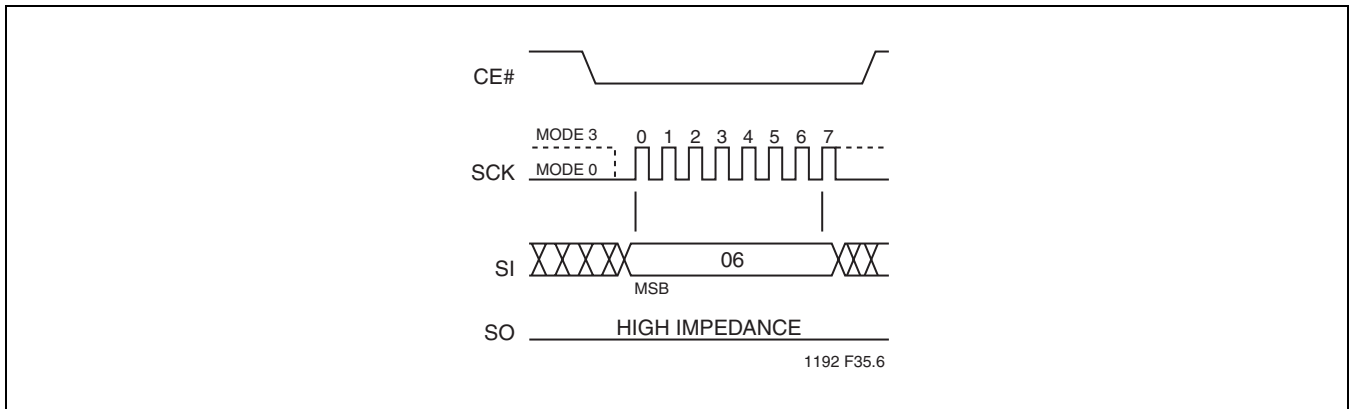 CE#
MODE 3 0 1 2 3 4 5 6 7
SCK MODE 0
SI 06
MSB
SO HIGH IMPEDANCE
1192 F35.6